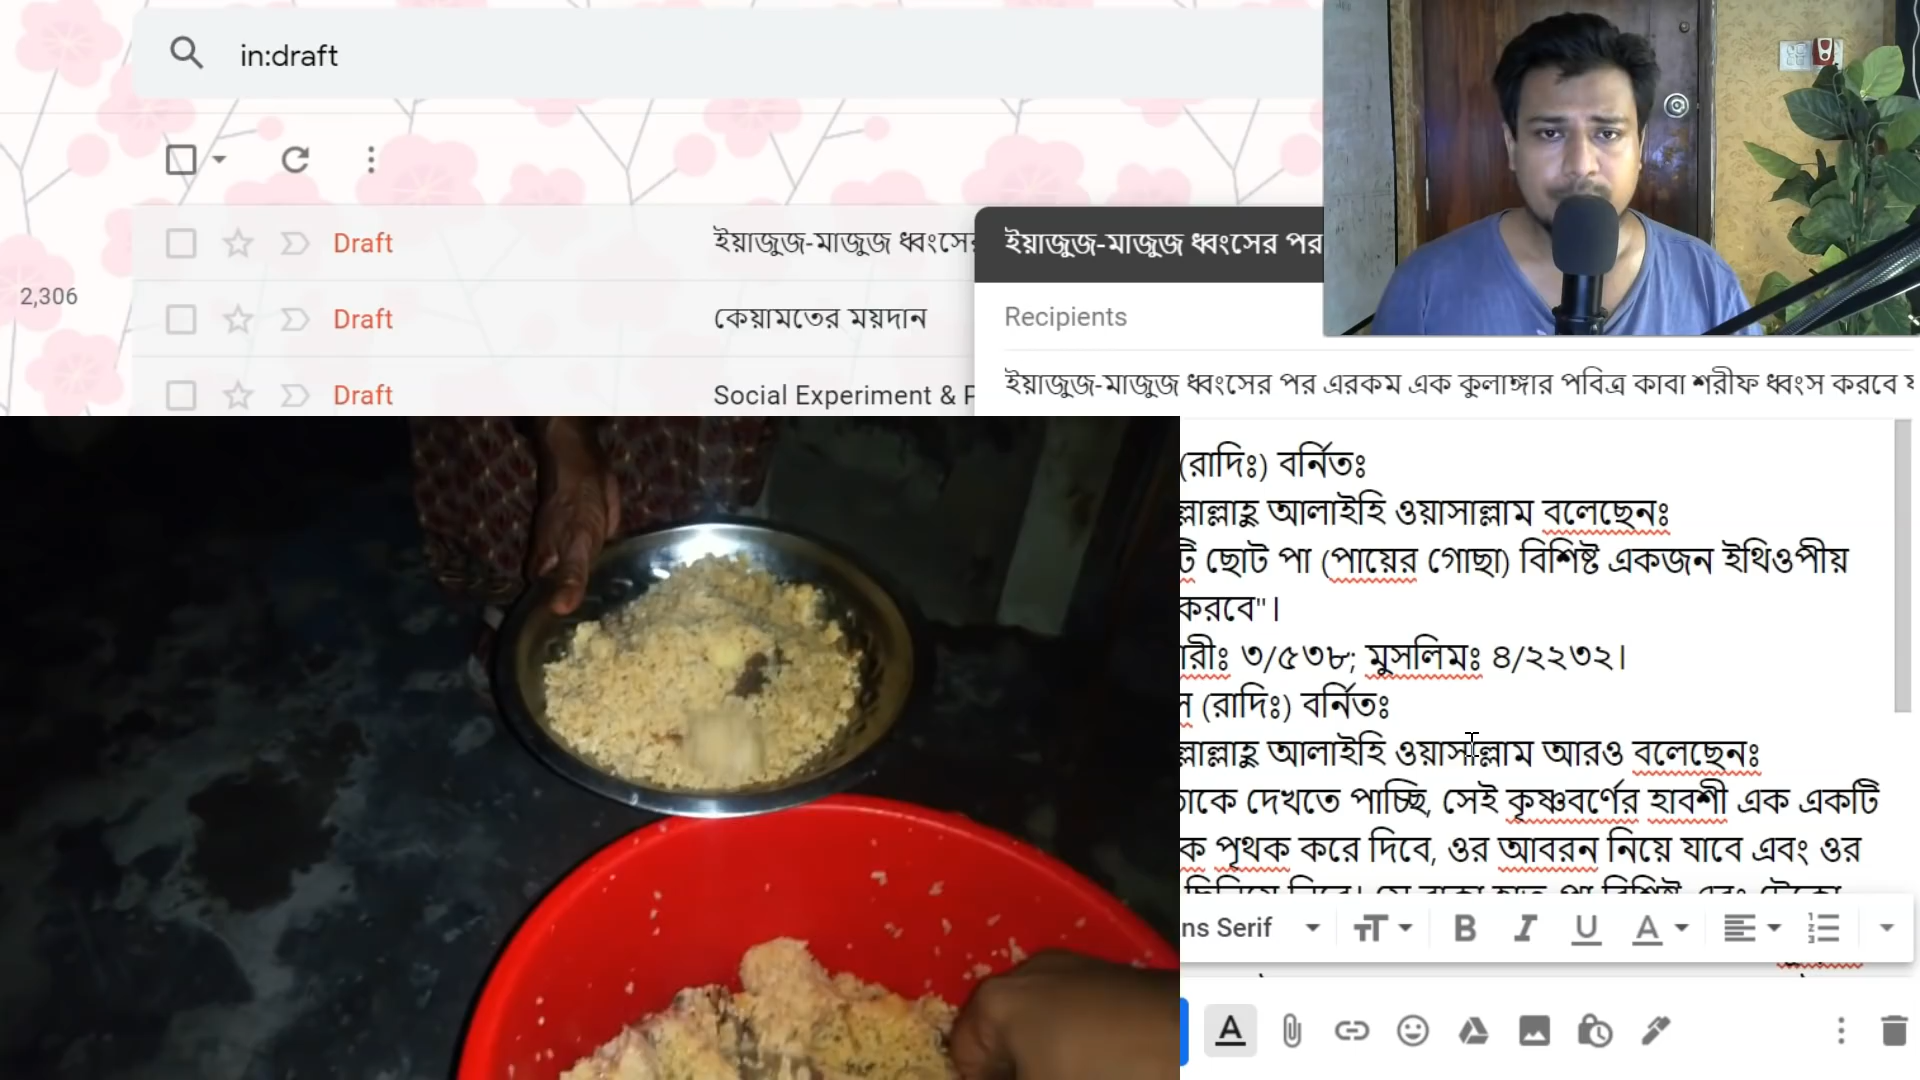 in:draft
Draft
ইয়াজুজ-মাজুজ ধ্বংসের
2,306
Draft
কেয়ামতের ময়দান
Draft
Social Experiment & P
ইয়াজুজ-মাজুজ ধ্বংসের পর
Recipients
ইয়াজুজ-মাজুজ ধ্বংসের পর এরকম এক কুলাঙ্গার পবিত্র কাবা শরীফ ধ্বংস করবে
(রাদিঃ) বর্নিতঃ
ল্লাল্লাহু আলাইহি ওয়াসাল্লাম বলেছেনঃ
টি ছোট পা (পায়ের গোছা) বিশিষ্ট একজন ইথিওপীয়
করবে"।
রীঃ ৩/৫৩৮; মুসলিমঃ ৪/২২৩২।
স (রাদিঃ) বর্নিতঃ
ল্লাল্লাহু আলাইহি ওয়াসাল্লাম আরও বলেছেনঃ
তাকে দেখতে পাচ্ছি, সেই কৃষ্ণবর্ণের হাবশী এক একটি
ক পৃথক করে দিবে, ওর আবরন নিয়ে যাবে এবং ওর
ns Serif